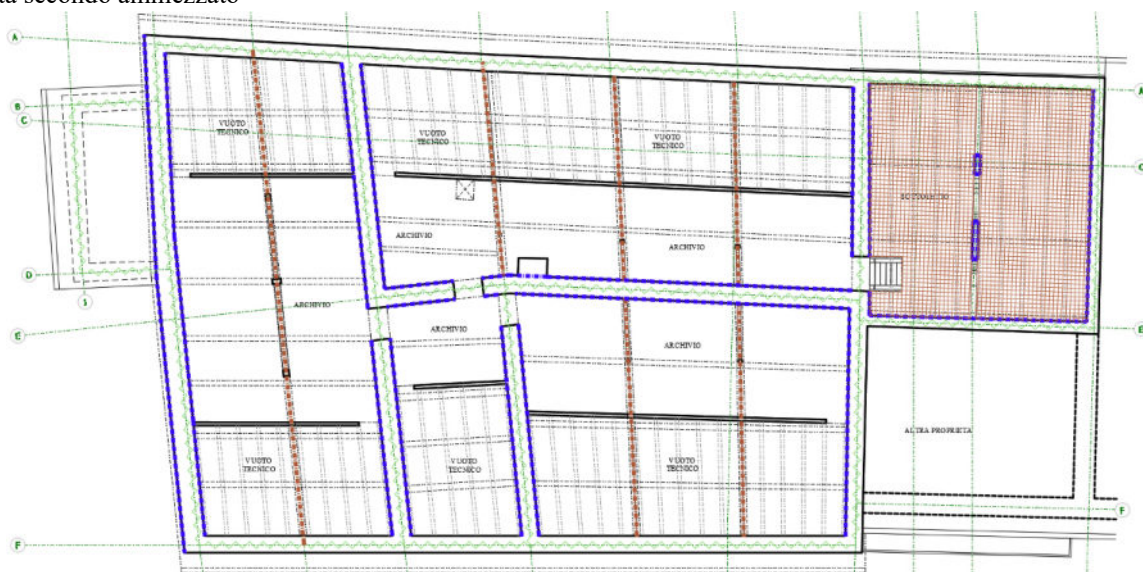 ta secondo ammezzato
A
A
B
C
VUOTO
TECNICO
VUOTO
TECNICO
VUOTO
TECNICO
C
SOTTOTETTO
ARCHIVIO
ARCHIVIO
D
ARCHIVIO
ARCHIVIO
ARCHIVIO
E
E
ALTRA PROPRIETA
VUOTO
TECNICO
VUOTO
TECNICO
VUOTO
TECNICO
F
F